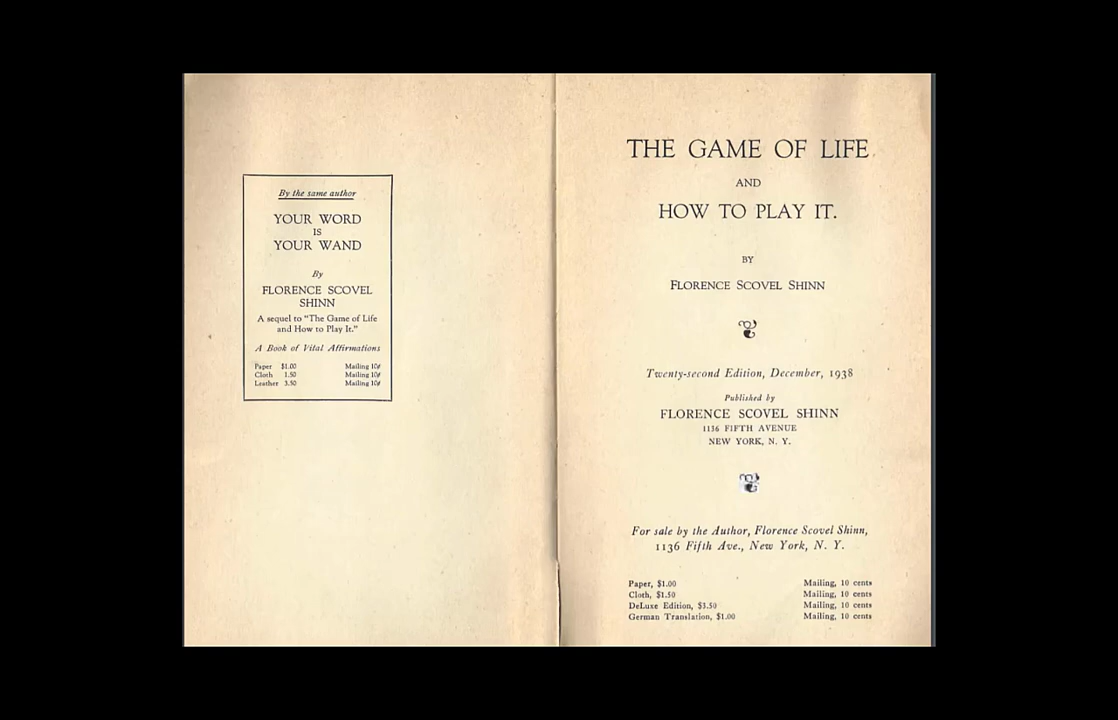 By the same author
YOUR WORD
IS
YOUR WAND
By
FLORENCE SCOVEL
SHINN
A sequel to "The Game of Life
and How to Play It."
A Book of Vital Affirmations
Paper $1.00 Mailing 10¢
Cloth 1.50 Mailing 10¢
Leather 3.50 Mailing 10¢
THE GAME OF LIFE
AND
HOW TO PLAY IT.
BY
FLORENCE SCOVEL SHINN
Twenty-second Edition, December, 1938
Published by
FLORENCE SCOVEL SHINN
1136 FIFTH AVENUE
NEW YORK, N. Y.
For sale by the Author, Florence Scovel Shinn,
1136 Fifth Ave., New York, N. Y.
Paper, $1.00 Mailing, 10 cents
Cloth, $1.50 Mailing, 10 cents
DeLuxe Edition, $3.50 Mailing, 10 cents
German Translation, $1.00 Mailing, 10 cents